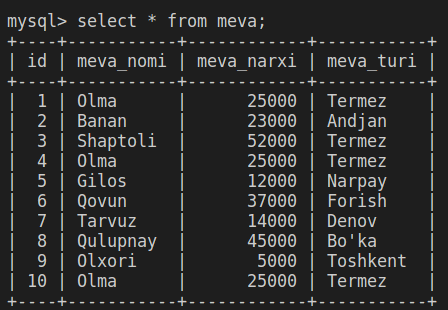 mysql> select * from meva;
+----+-----------+------------+-----------+
| id | meva_nomi | meva_narxi | meva_turi |
+----+-----------+------------+-----------+
|  1 | Olma      |      25000 | Termez    |
|  2 | Banan     |      23000 | Andjan    |
|  3 | Shaptoli  |      52000 | Termez    |
|  4 | Olma      |      25000 | Termez    |
|  5 | Gilos     |      12000 | Narpay    |
|  6 | Qovun     |      37000 | Forish    |
|  7 | Tarvuz    |      14000 | Denov     |
|  8 | Qulupnay  |      45000 | Bo'ka     |
|  9 | Olxori    |       5000 | Toshkent  |
| 10 | Olma      |      25000 | Termez    |
+----+-----------+------------+-----------+